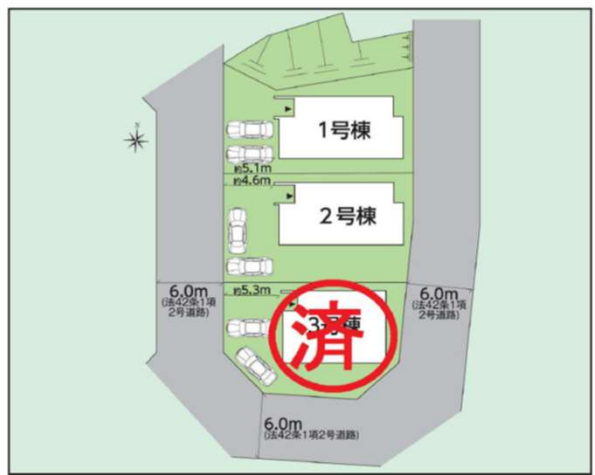 N
1号棟
約5.1m
約4.6m
2号棟
6.0m
(法42条1項
2号道路)
約5.3m
3号棟
済
6.0m
(法42条1項
2号道路)
6.0m
(法42条1項2号道路)